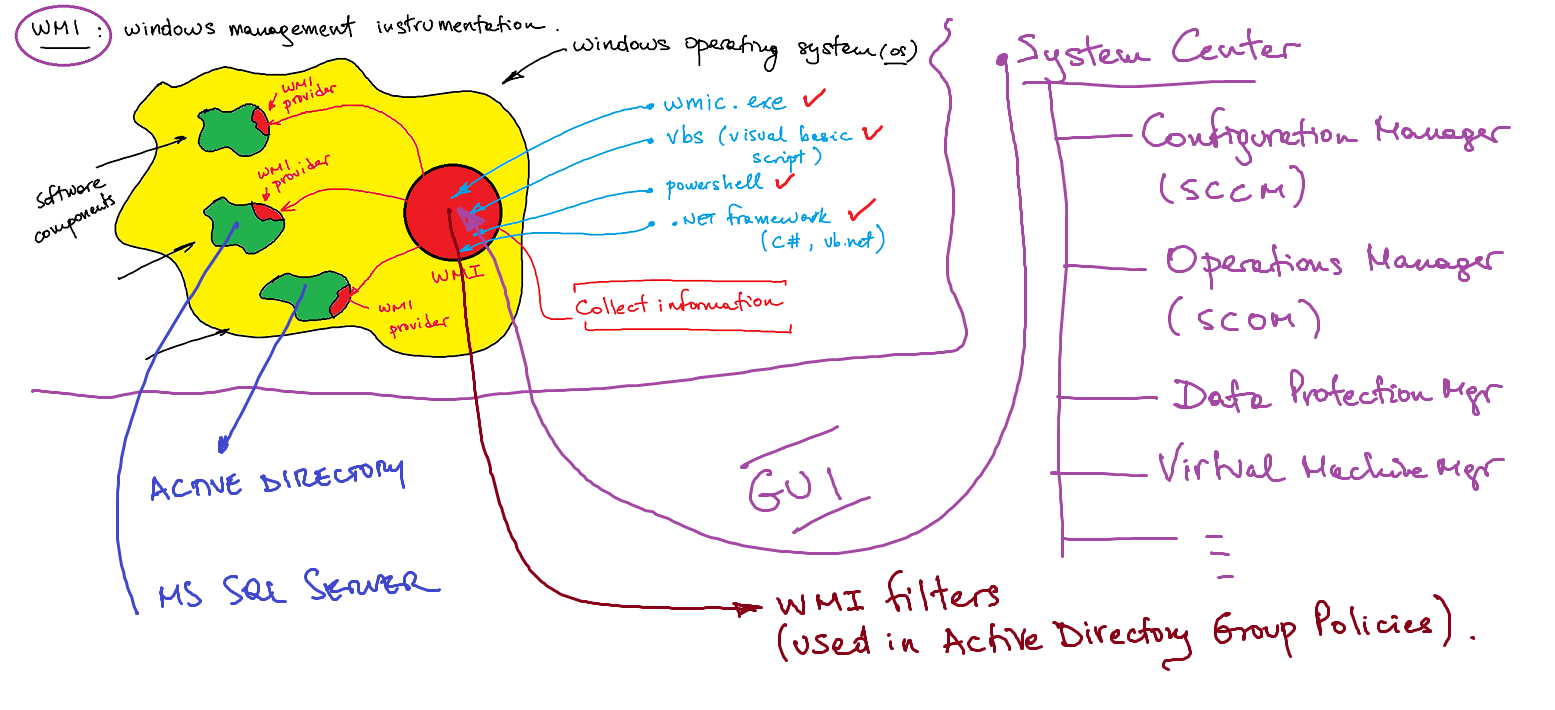 WMI : windows management instrumentation.
windows operating system (os)
WMI
provider
WMI
provider
WMI
provider
software
components
WMI
wmic.exe ✓
vbs (visual basic ✓
script)
powershell ✓
.NET framework ✓
(C#, vb.net)
Collect information
ACTIVE DIRECTORY
MS SQL SERVER
GUI
WMI filters
(used in Active Directory Group Policies).
System Center
Configuration Manager
(SCCM)
Operations Manager
(SCOM)
Data Protection Mgr
Virtual Machine Mgr